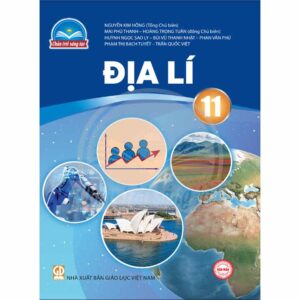 Chân trời sáng tạo
NGUYỄN KIM HỒNG (Tổng Chủ biên)
MAI PHÚ THANH - HOÀNG TRỌNG TUÂN (đồng Chủ biên)
HUỲNH NGỌC SAO LY - BÙI VŨ THANH NHẬT - PHAN VĂN PHÚ
PHẠM THỊ BẠCH TUYẾT - TRẦN QUỐC VIỆT
ĐỊA LÍ
11
NHÀ XUẤT BẢN GIÁO DỤC VIỆT NAM